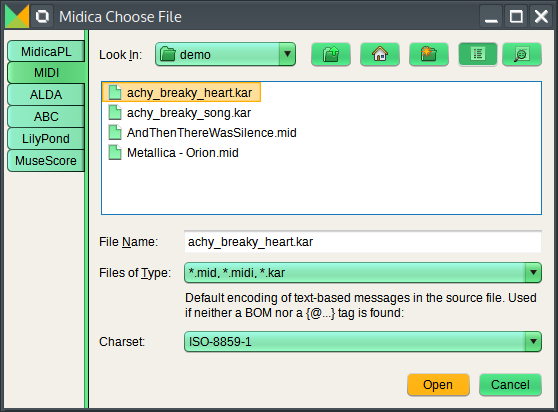 Midica Choose File
MidicaPL
MIDI
ALDA
ABC
LilyPond
MuseScore
Look In:
demo
achy_breaky_heart.kar
achy_breaky_song.kar
AndThenThereWasSilence.mid
Metallica - Orion.mid
File Name:
achy_breaky_heart.kar
Files of Type:
*.mid, *.midi, *.kar
Default encoding of text-based messages in the source file. Used
if neither a BOM nor a {@...} tag is found:
Charset:
ISO-8859-1
Open
Cancel